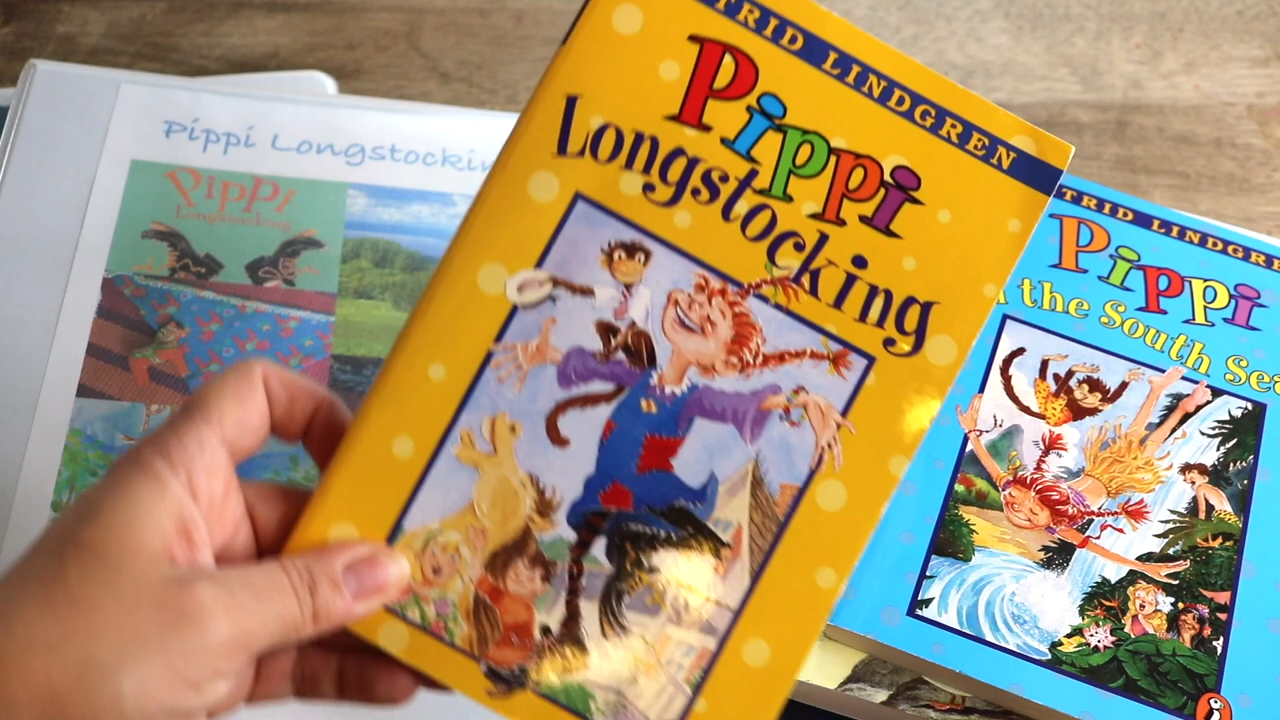 TRID LINDGREN
Pippi
Longstocking
Pippi Longstockin
Pippi
Longstocking
TRID LINDGRE
Pippi
the South Sea